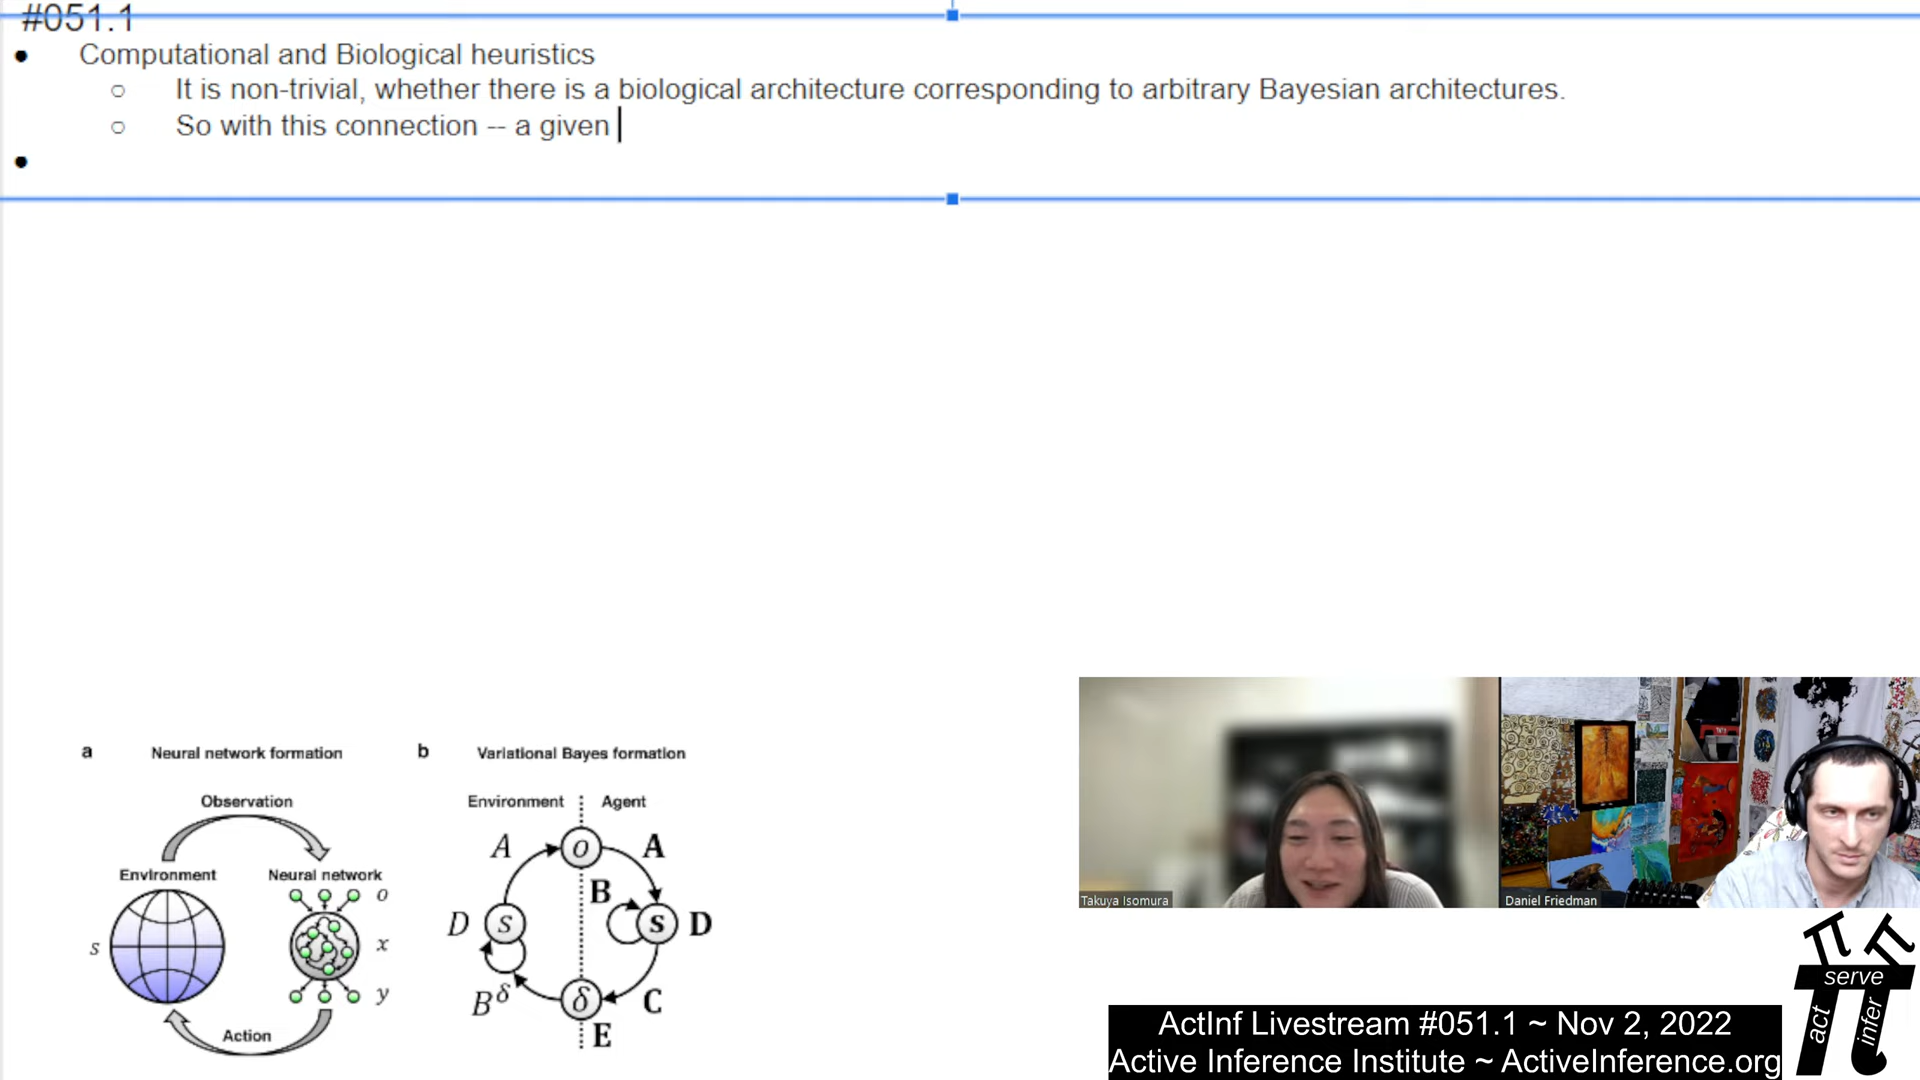 #051.1
● Computational and Biological heuristics
○ It is non-trivial, whether there is a biological architecture corresponding to arbitrary Bayesian architectures.
○ So with this connection -- a given
●
a Neural network formation
Observation
Environment
Neural network
s
o
x
y
Action
b Variational Bayes formation
Environment
Agent
A
o
A
B
D
s
s
D
B^δ
δ
C
E
Takuya Isomura
Daniel Friedman
ActInf Livestream #051.1 ~ Nov 2, 2022
Active Inference Institute ~ ActiveInference.org
serve
act
infer